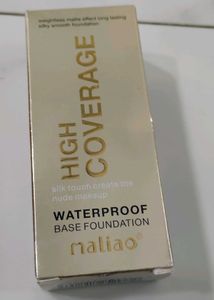 weightless matte effect long lasting
silky smooth foundation
HIGH
COVERAGE
silk touch create the
nude makeup
WATERPROOF
BASE FOUNDATION
maliao